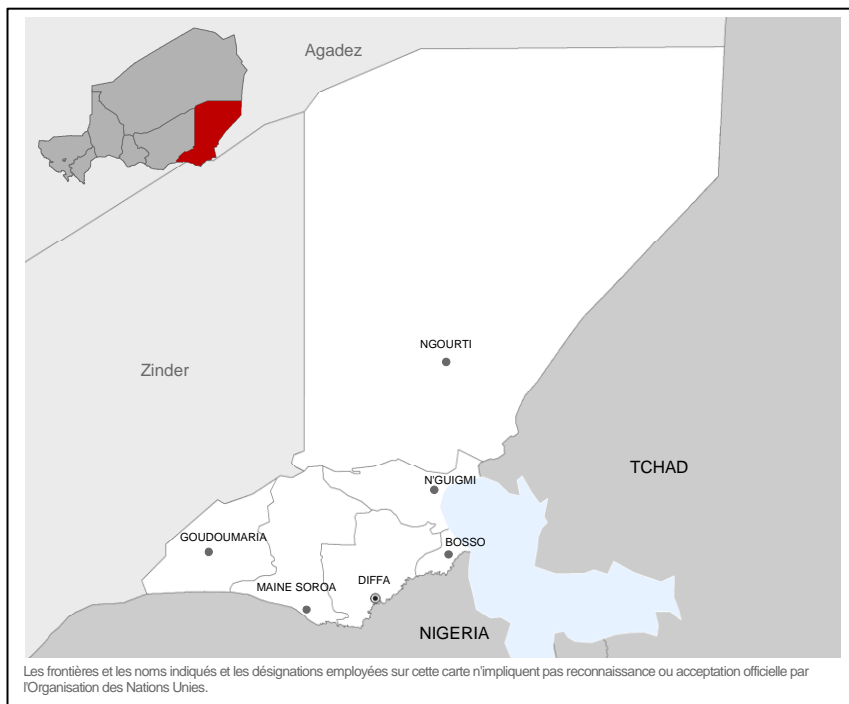 Agadez
NGOURTI
Zinder
TCHAD
N'GUIGMI
GOUDOUMARIA
BOSSO
MAINE SOROA
DIFFA
NIGERIA
Les frontières et les noms indiqués et les désignations employées sur cette carte n'impliquent pas reconnaissance ou acceptation officielle par
l'Organisation des Nations Unies.